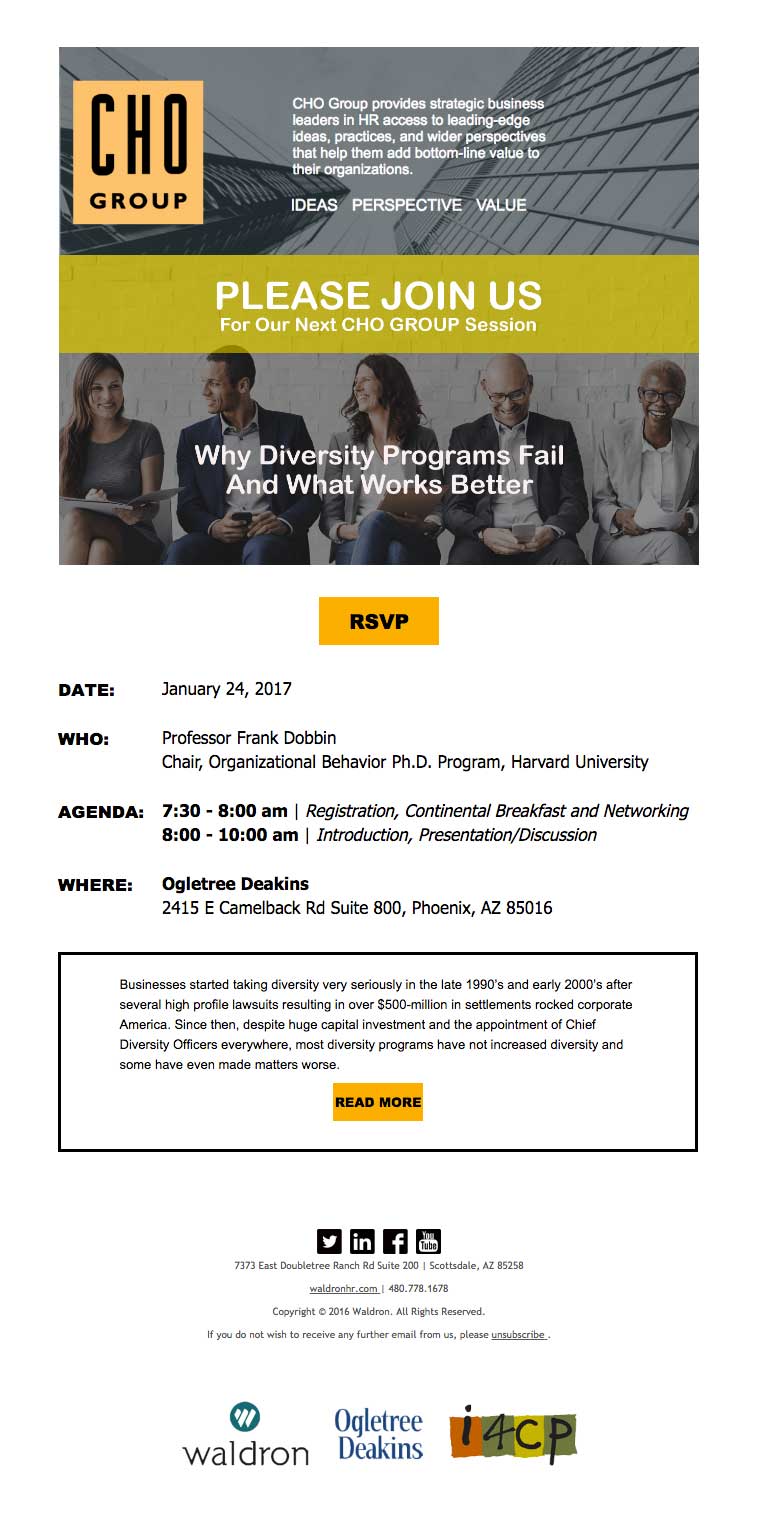 CHO
GROUP
CHO Group provides strategic business
leaders in HR access to leading-edge
ideas, practices, and wider perspectives
that help them add bottom-line value to
their organizations.
IDEAS PERSPECTIVE VALUE
PLEASE JOIN US
For Our Next CHO GROUP Session
Why Diversity Programs Fail
And What Works Better
RSVP
DATE: January 24, 2017
WHO: Professor Frank Dobbin
Chair, Organizational Behavior Ph.D. Program, Harvard University
AGENDA: 7:30 - 8:00 am | Registration, Continental Breakfast and Networking
8:00 - 10:00 am | Introduction, Presentation/Discussion
WHERE: Ogletree Deakins
2415 E Camelback Rd Suite 800, Phoenix, AZ 85016
Businesses started taking diversity very seriously in the late 1990's and early 2000's after
several high profile lawsuits resulting in over $500-million in settlements rocked corporate
America. Since then, despite huge capital investment and the appointment of Chief
Diversity Officers everywhere, most diversity programs have not increased diversity and
some have even made matters worse.
READ MORE
in f You Tube
7373 East Doubletree Ranch Rd Suite 200 | Scottsdale, AZ 85258
waldronhr.com | 480.778.1678
Copyright © 2016 Waldron. All Rights Reserved.
If you do not wish to receive any further email from us, please unsubscribe .
waldron
Ogletree
Deakins
i4cp